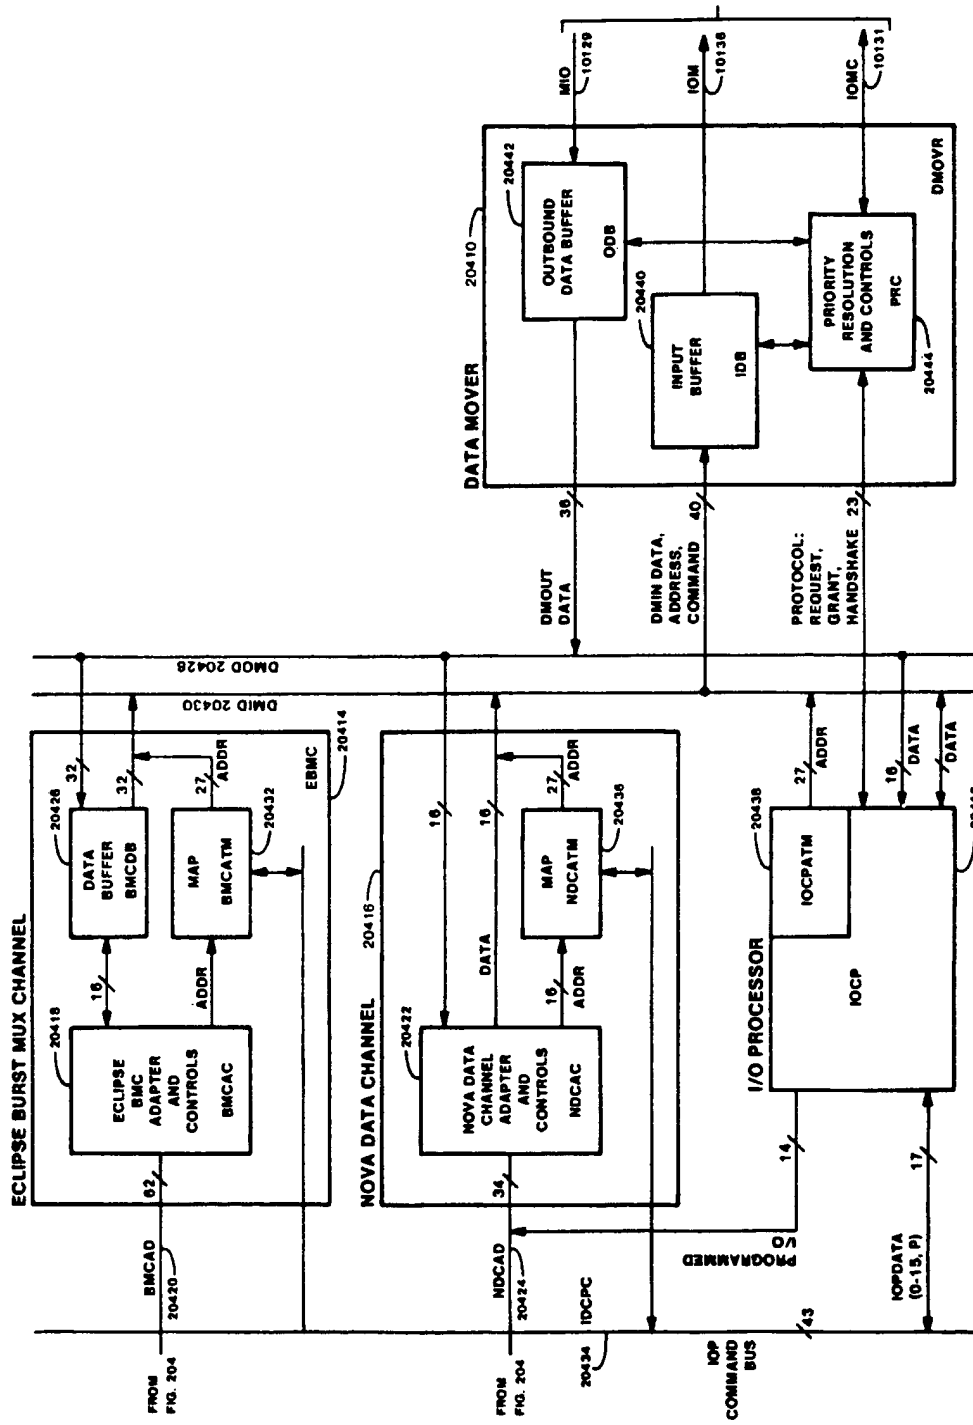 ECLIPSE BURST MUX CHANNEL
FROM
FIG. 204
BMCAD
20420
62
20418
ECLIPSE
BMC
ADAPTER
AND
CONTROLS
BMCAC
16
ADDR
20426
DATA
BUFFER
BMCDB
MAP
BMCATM
20432
32
32
27
ADDR
EBMC
20414
DMOD 20428
DMID 20430
NOVA DATA CHANNEL
20416
FROM
FIG. 204
NDCAD
20424
34
20422
NOVA DATA
CHANNEL
ADAPTER
AND
CONTROLS
NDCAC
16
16
DATA
16
ADDR
MAP
NDCATM
20436
27
ADDR
IDCPC
20434
PROGRAMMED
I/O
14
I/O PROCESSOR
IOCP
IOCPATM
20438
27
ADDR
16
DATA
DATA
17
IOPDATA
(0-15, P)
43
IOP
COMMAND
BUS
DATA MOVER
20410
DMOUT
DATA
36
DMIN DATA,
ADDRESS,
COMMAND
40
PROTOCOL:
REQUEST,
GRANT,
HANDSHAKE
23
20442
OUTBOUND
DATA BUFFER
ODB
20440
INPUT
BUFFER
IDB
PRIORITY
RESOLUTION
AND CONTROLS
PRC
20444
DMOVR
MIO
10129
IOM
10136
IOMC
10131